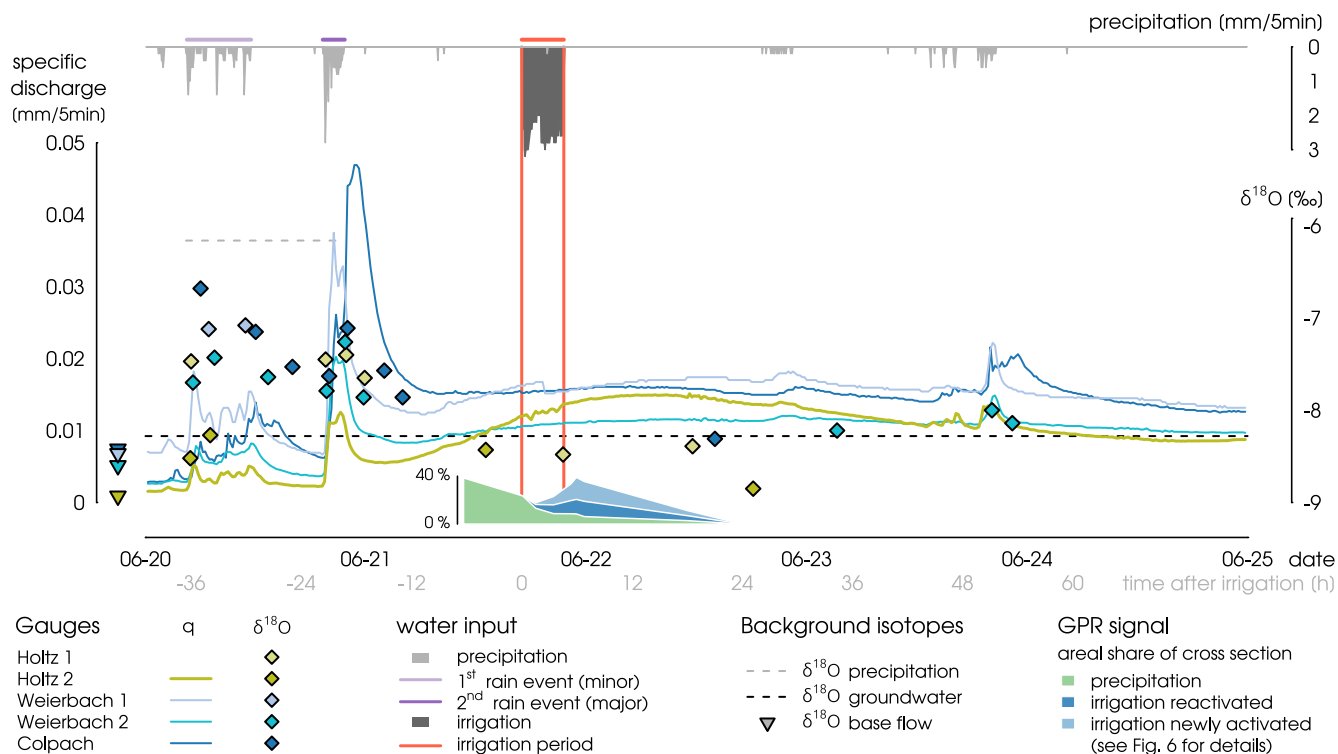 precipitation [mm/5min]
specific
discharge
[mm/5min]
0
1
2
3
0.05
0.04
0.03
0.02
0.01
0
δ18O [‰]
-6
-7
-8
-9
40 %
0 %
06-20 06-21 06-22 06-23 06-24 06-25 date
-36 -24 -12 0 12 24 36 48 60 time after irrigation [h]
Gauges q δ18O
Holtz 1
Holtz 2
Weierbach 1
Weierbach 2
Colpach
water input
precipitation
1st rain event (minor)
2nd rain event (major)
irrigation
irrigation period
Background isotopes
δ18O precipitation
δ18O groundwater
δ18O base flow
GPR signal
areal share of cross section
precipitation
irrigation reactivated
irrigation newly activated
(see Fig. 6 for details)